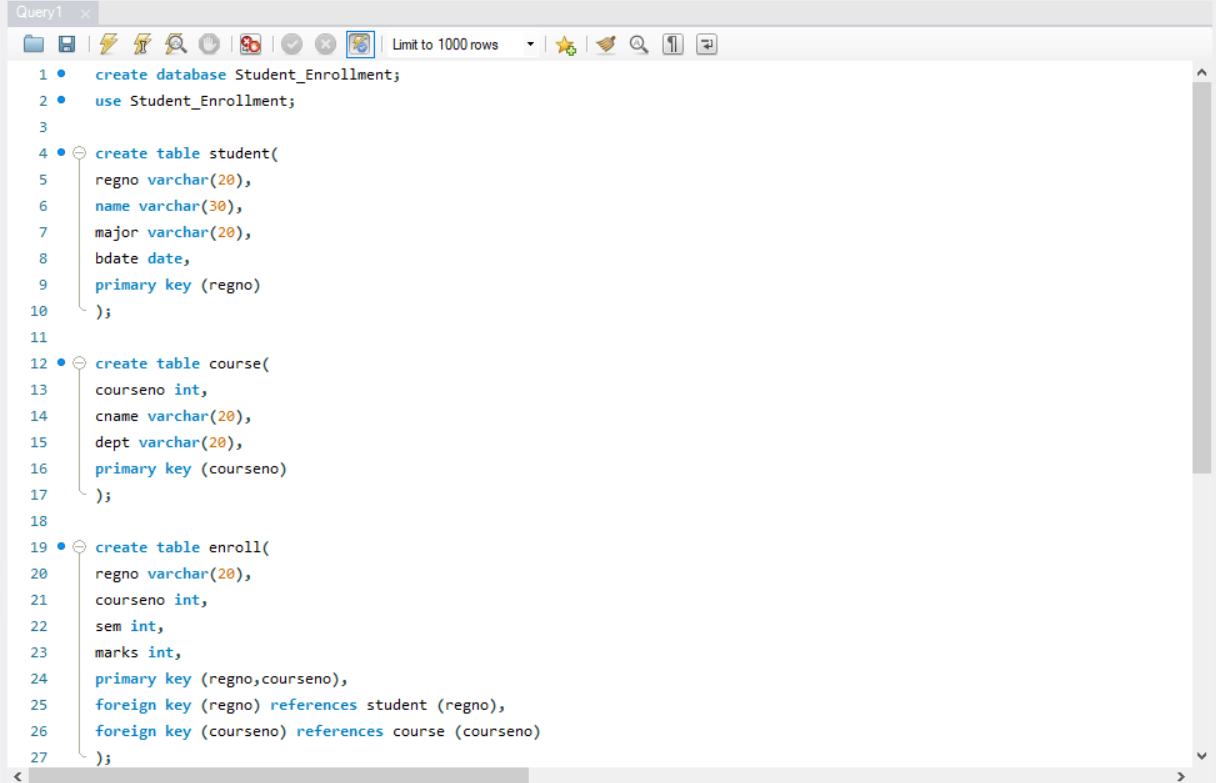 Query1
Limit to 1000 rows
1 create database Student_Enrollment;
2 use Student_Enrollment;
3
4 create table student(
5 regno varchar(20),
6 name varchar(30),
7 major varchar(20),
8 bdate date,
9 primary key (regno)
10 );
11
12 create table course(
13 courseno int,
14 cname varchar(20),
15 dept varchar(20),
16 primary key (courseno)
17 );
18
19 create table enroll(
20 regno varchar(20),
21 courseno int,
22 sem int,
23 marks int,
24 primary key (regno,courseno),
25 foreign key (regno) references student (regno),
26 foreign key (courseno) references course (courseno)
27 );